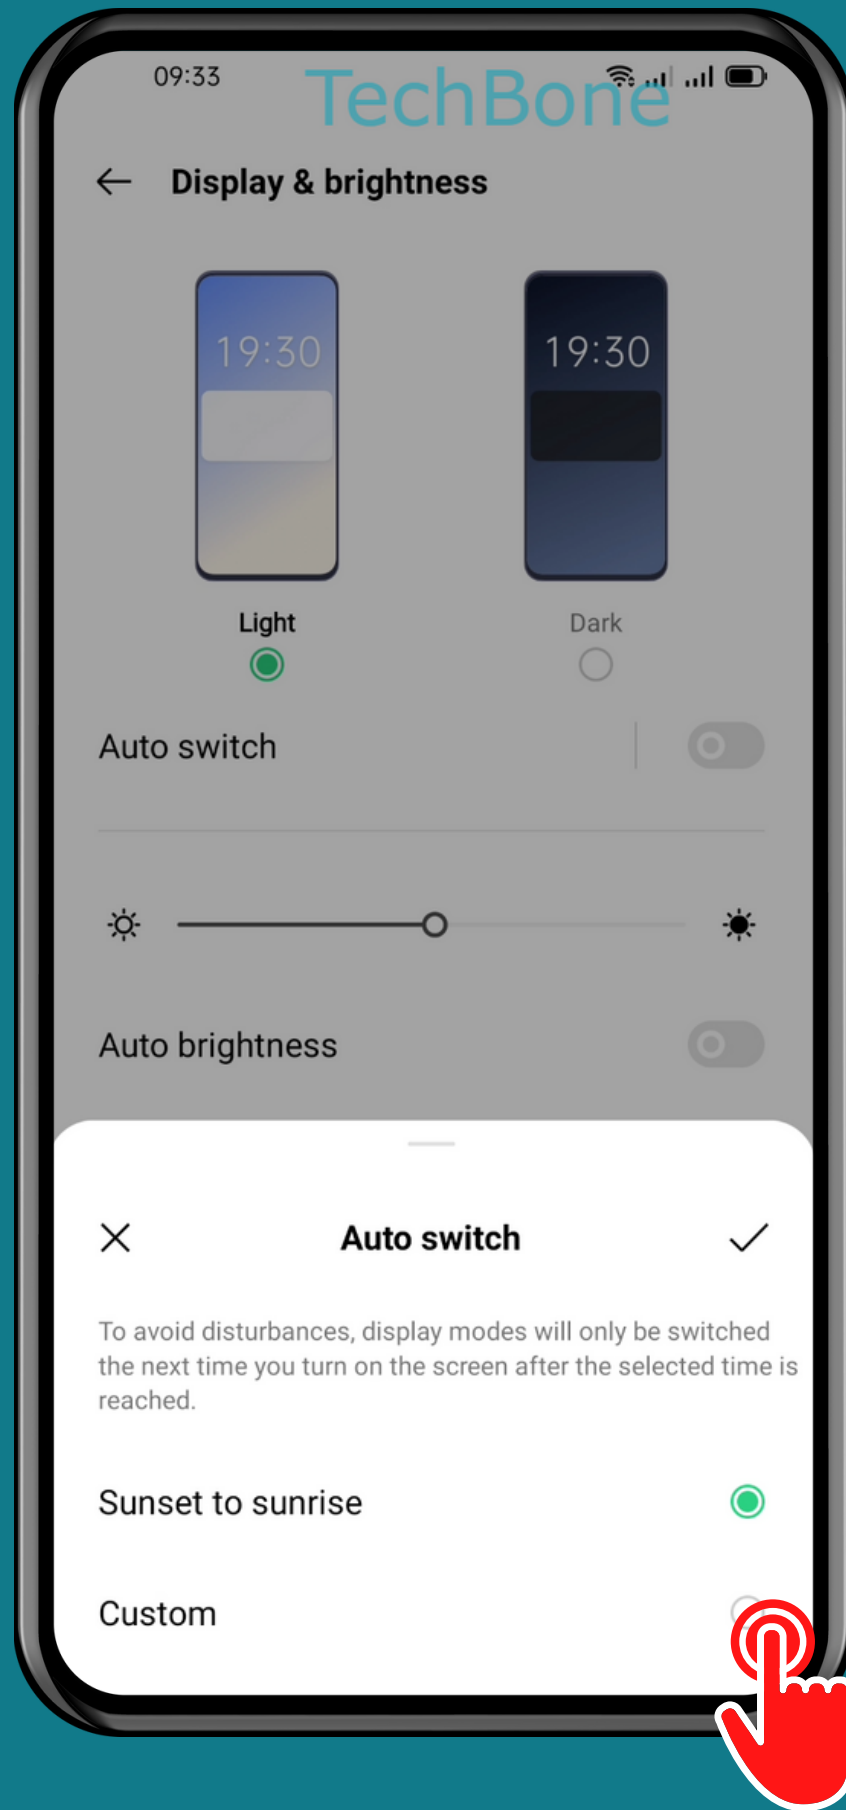 09:33
TechBone
Display & brightness
19:30
19:30
Light
Dark
Auto switch
Auto brightness
Auto switch
To avoid disturbances, display modes will only be switched
the next time you turn on the screen after the selected time is
reached.
Sunset to sunrise
Custom